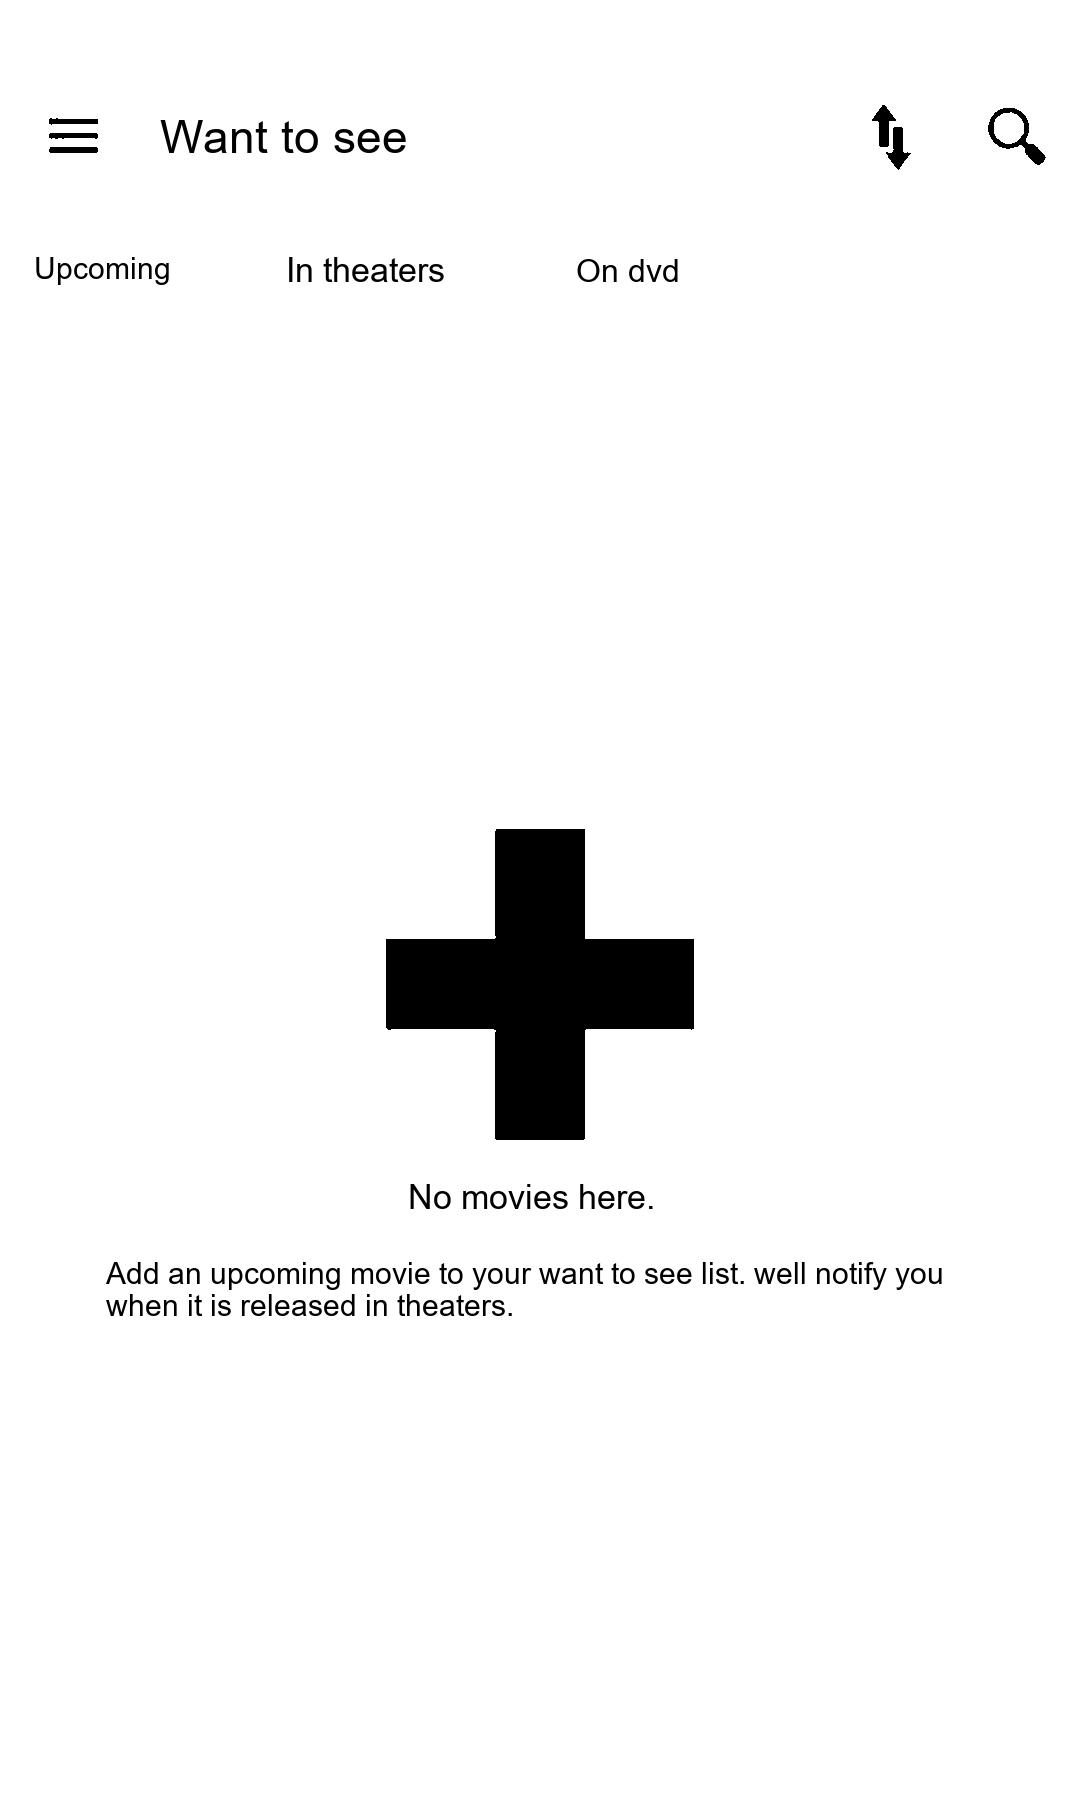 Want to see
Upcoming
In theaters
On dvd
No movies here.
Add an upcoming movie to your want to see list. well notify you
when it is released in theaters.